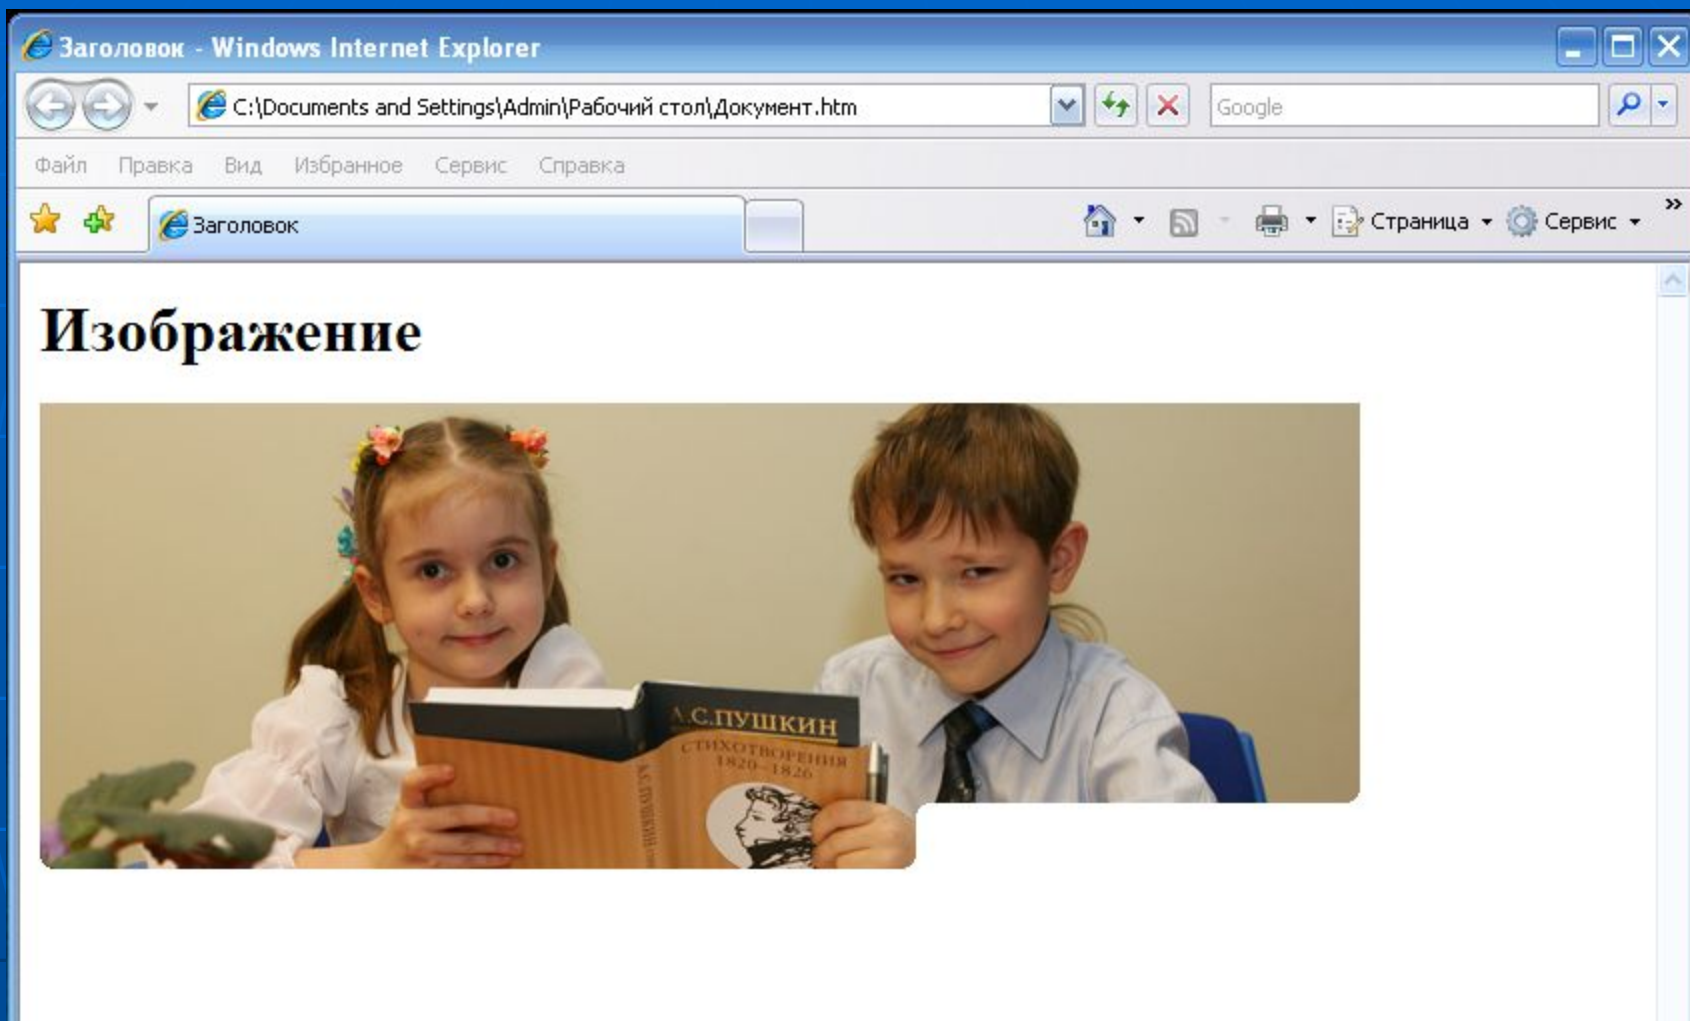 Заголовок - Windows Internet Explorer
C:\Documents and Settings\Admin\Рабочий стол\Документ.htm
Google
Файл Правка Вид Избранное Сервис Справка
Заголовок
Страница
Сервис
Изображение
А.С.ПУШКИН
СТИХОТВОРЕНИЯ
1820–1826
А.С.ПУШКИН